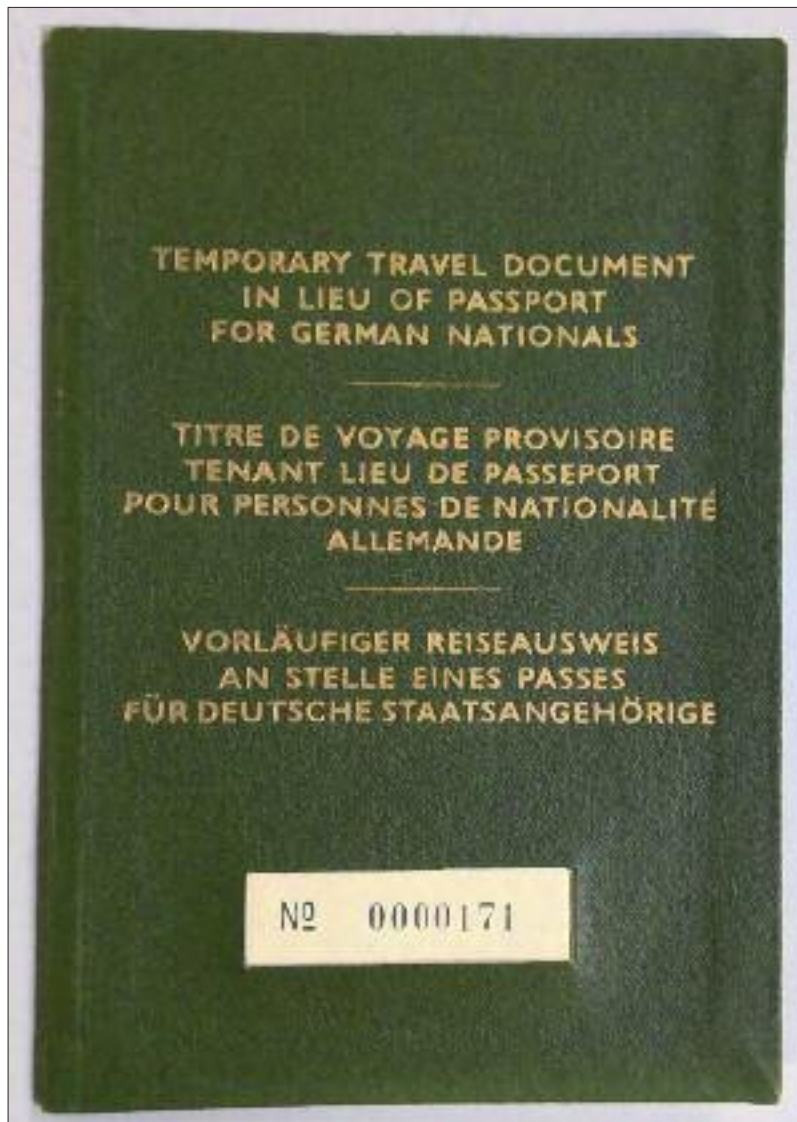 TEMPORARY TRAVEL DOCUMENT
IN LIEU OF PASSPORT
FOR GERMAN NATIONALS
TITRE DE VOYAGE PROVISOIRE
TENANT LIEU DE PASSEPORT
POUR PERSONNES DE NATIONALITÉ
ALLEMANDE
VORLÄUFIGER REISEAUSWEIS
AN STELLE EINES PASSES
FÜR DEUTSCHE STAATSANGEHÖRIGE
Nº 0000171